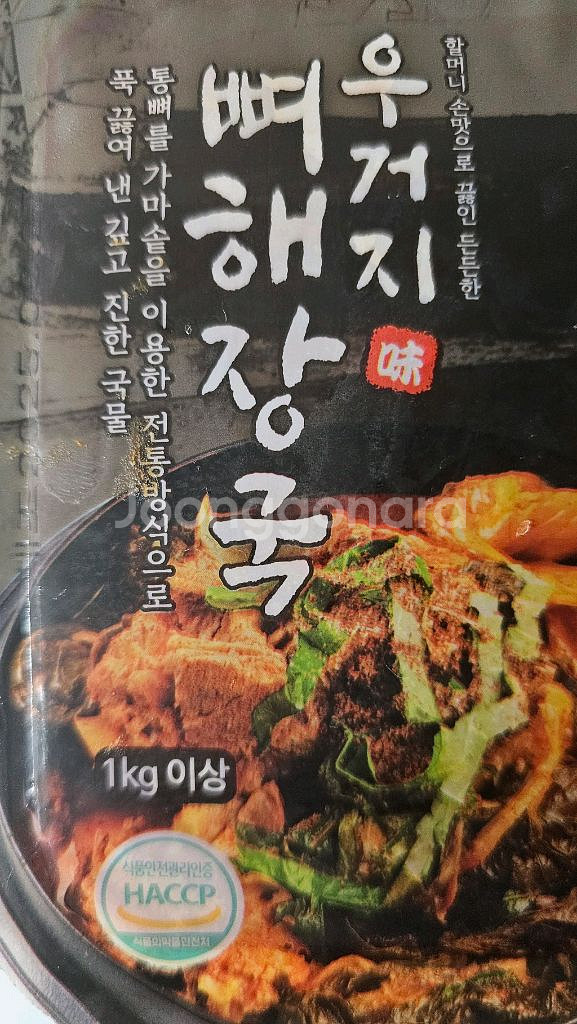 할머니 손맛으로 끓인 든든한
우거지
味
뼈해장국
통뼈를 가마솥을 이용한 전통방식으로
푹 끓여 낸 깊고 진한 국물
Joonggonara
1kg 이상
식품안전관리인증
HACCP
식품의약품안전처